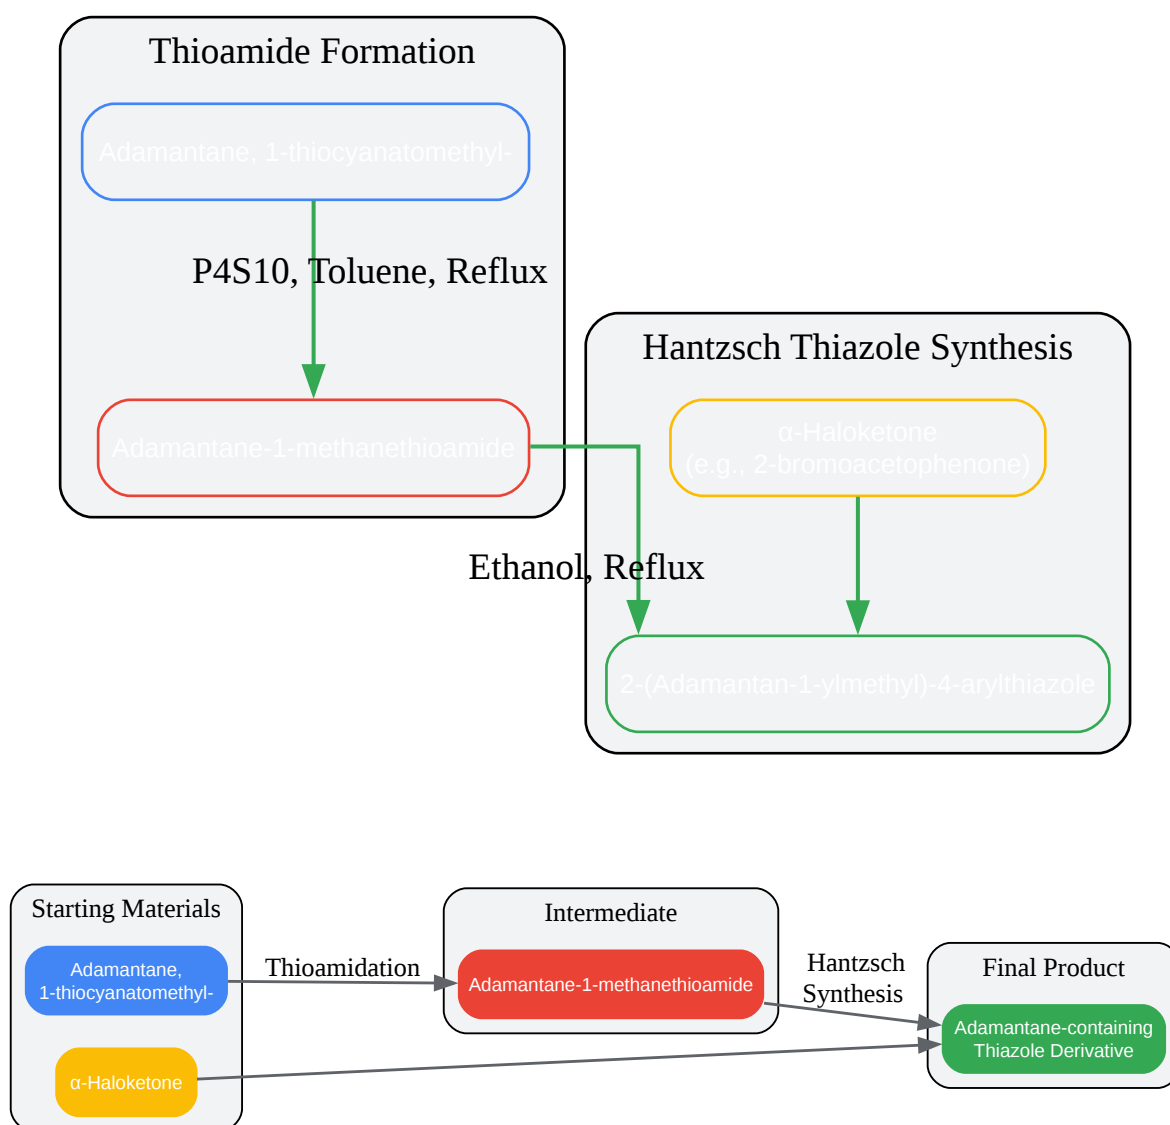 Thioamide Formation
Adamantane, 1-thiocyanatomethyl-
P4S10, Toluene, Reflux
Adamantane-1-methanethioamide
Hantzsch Thiazole Synthesis
α-Haloketone
(e.g., 2-bromoacetophenone)
Ethanol, Reflux
2-(Adamantan-1-ylmethyl)-4-arylthiazole
Starting Materials
Adamantane,
1-thiocyanatomethyl-
α-Haloketone
Thioamidation
Intermediate
Adamantane-1-methanethioamide
Hantzsch
Synthesis
Final Product
Adamantane-containing
Thiazole Derivative